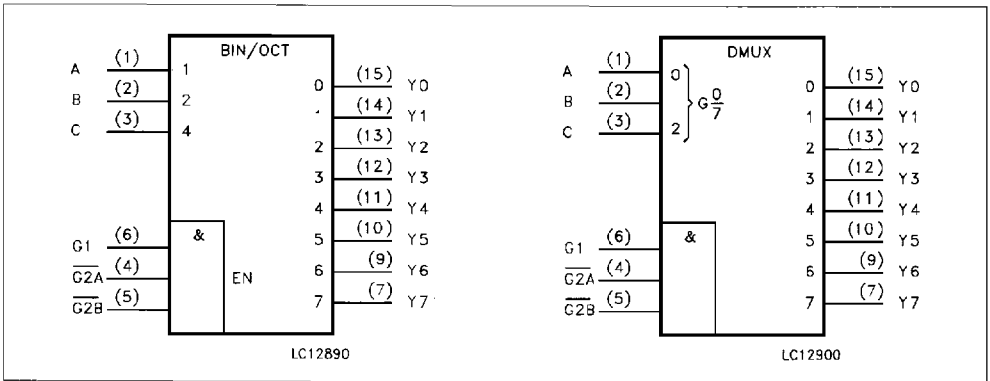 BIN/OCT
A (1) 1
B (2) 2
C (3) 4
0 (15) Y0
1 (14) Y1
2 (13) Y2
3 (12) Y3
4 (11) Y4
5 (10) Y5
6 (9) Y6
7 (7) Y7
&
G1 (6)
G2A (4) EN
G2B (5)
LC12890
DMUX
A (1) 0
B (2) G 0/7
C (3) 2
0 (15) Y0
1 (14) Y1
2 (13) Y2
3 (12) Y3
4 (11) Y4
5 (10) Y5
6 (9) Y6
7 (7) Y7
&
G1 (6)
G2A (4)
G2B (5)
LC12900